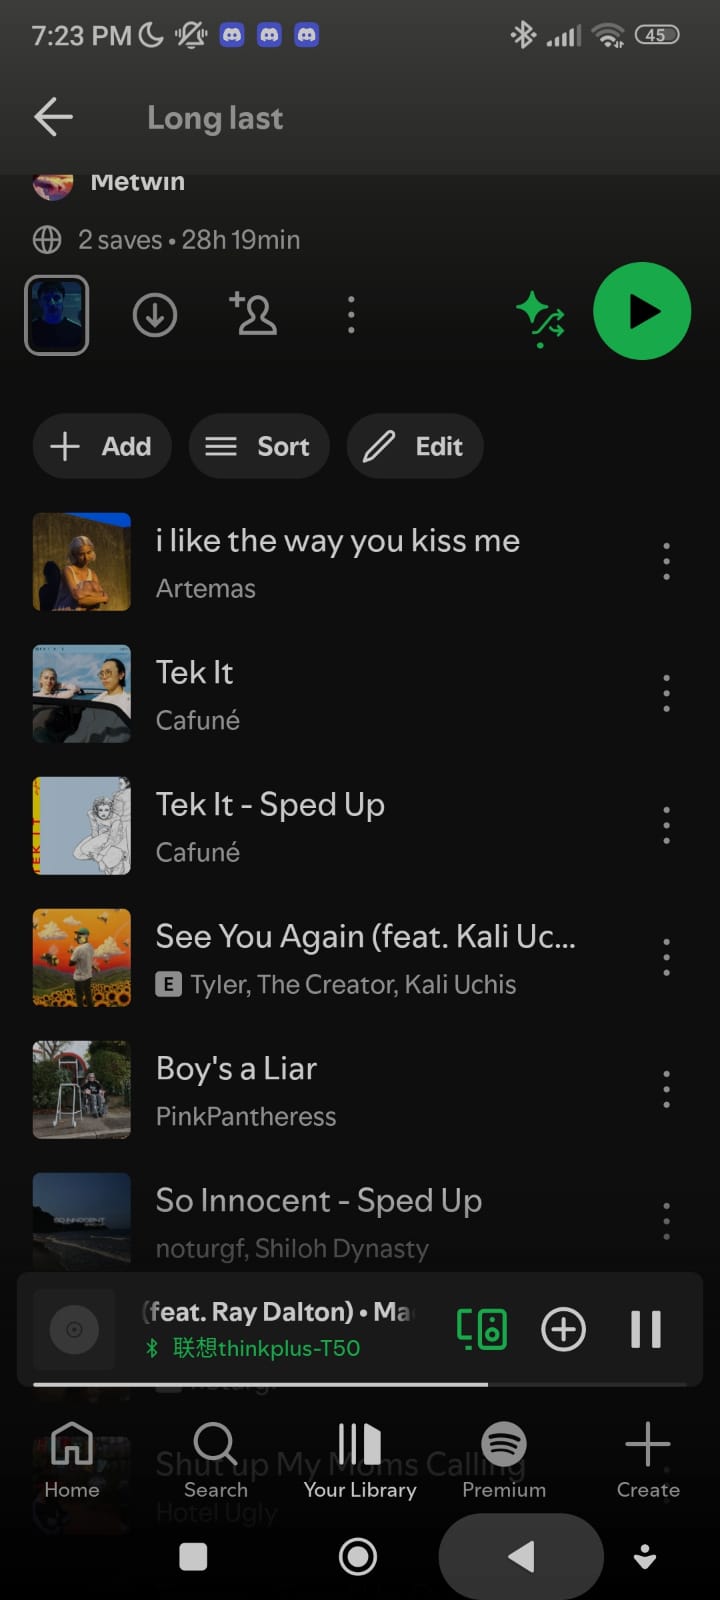 7:23 PM
45
Long last
Metwin
2 saves • 28h 19min
Add
Sort
Edit
i like the way you kiss me
Artemas
Tek It
Cafuné
Tek It - Sped Up
Cafuné
See You Again (feat. Kali Uc...
E Tyler, The Creator, Kali Uchis
Boy's a Liar
PinkPantheress
So Innocent - Sped Up
noturgf, Shiloh Dynasty
(feat. Ray Dalton) • Ma
联想thinkplus-T50
Shut up My Moms Calling
Home
Search
Your Library
Premium
Create
Hotel Ugly